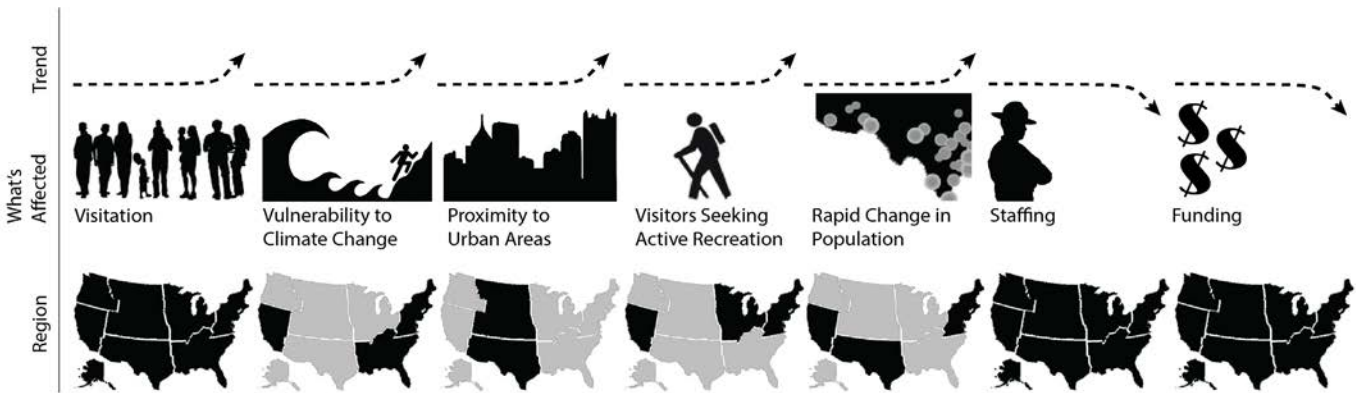 Trend
What's
Affected
Visitation
Vulnerability to
Climate Change
Proximity to
Urban Areas
Visitors Seeking
Active Recreation
Rapid Change in
Population
Staffing
$
$
$
Funding
Region